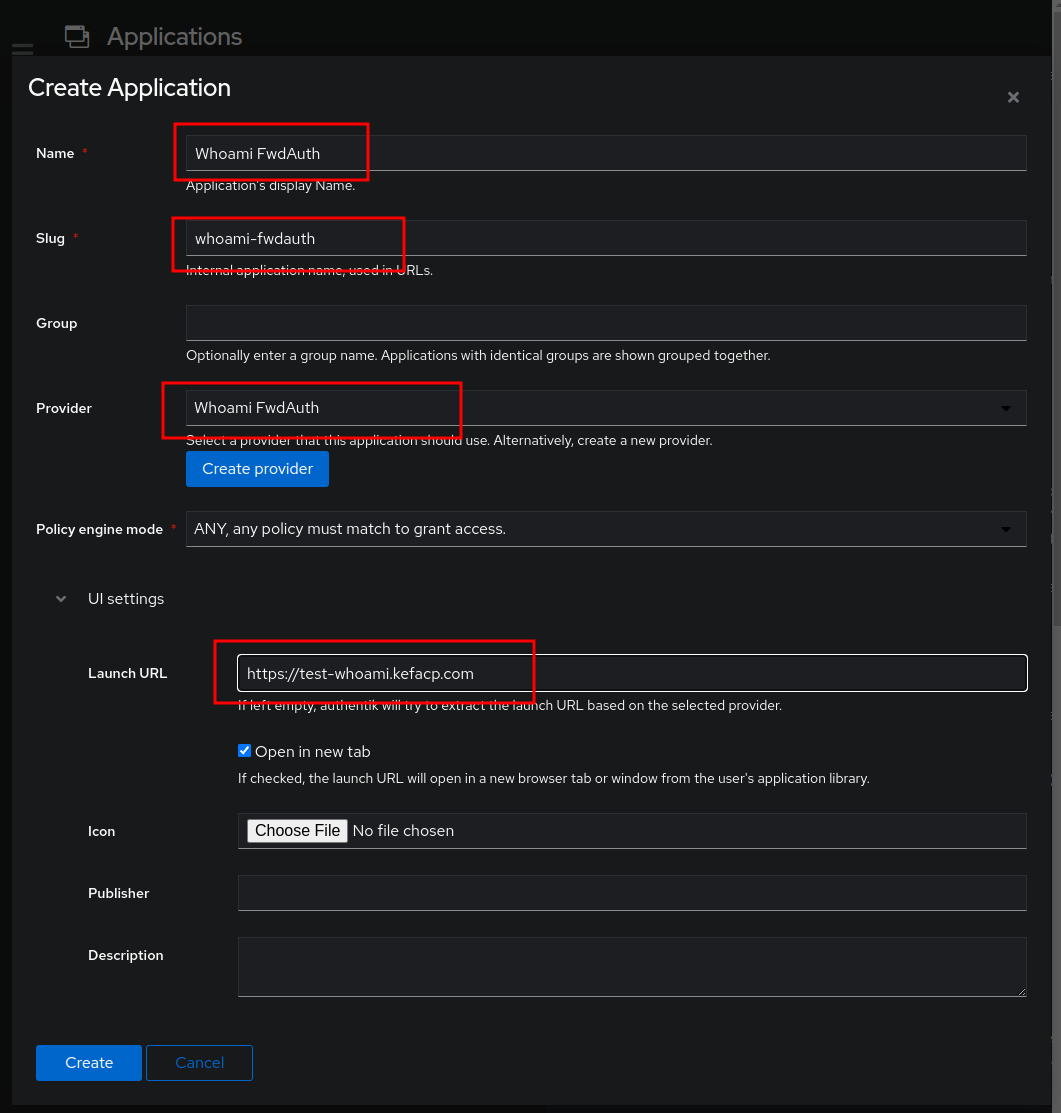 Applications
Create Application
Name *
Whoami FwdAuth
Application's display Name.
Slug *
whoami-fwdauth
Internal application name, used in URLs.
Group
Optionally enter a group name. Applications with identical groups are shown grouped together.
Provider
Whoami FwdAuth
Select a provider that this application should use. Alternatively, create a new provider.
Create provider
Policy engine mode *
ANY, any policy must match to grant access.
UI settings
Launch URL
https://test-whoami.kefacp.com
If left empty, authentik will try to extract the launch URL based on the selected provider.
Open in new tab
If checked, the launch URL will open in a new browser tab or window from the user's application library.
Icon
Choose File No file chosen
Publisher
Description
Create
Cancel